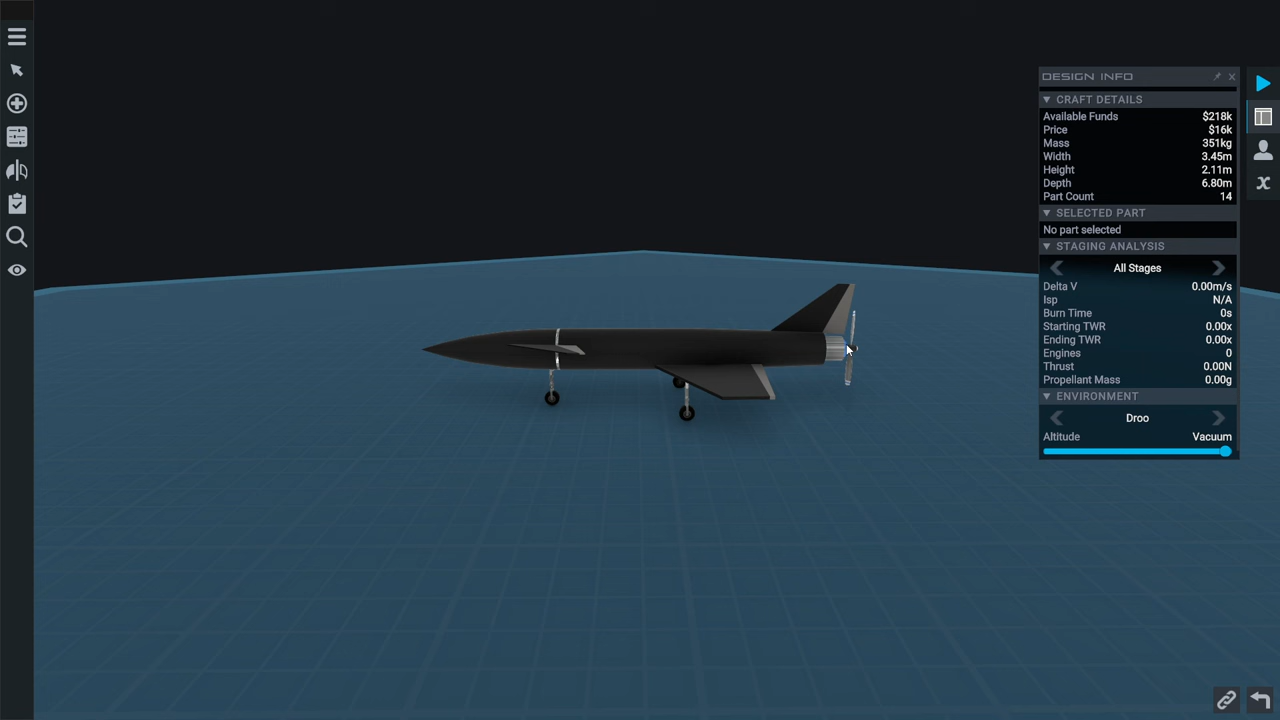 DESIGN INFO
CRAFT DETAILS
Available Funds $218k
Price $16k
Mass 351kg
Width 3.45m
Height 2.11m
Depth 6.80m
Part Count 14
SELECTED PART
No part selected
STAGING ANALYSIS
All Stages
Delta V 0.00m/s
Isp N/A
Burn Time 0s
Starting TWR 0.00x
Ending TWR 0.00x
Engines 0
Thrust 0.00N
Propellant Mass 0.00g
ENVIRONMENT
Droo
Altitude Vacuum